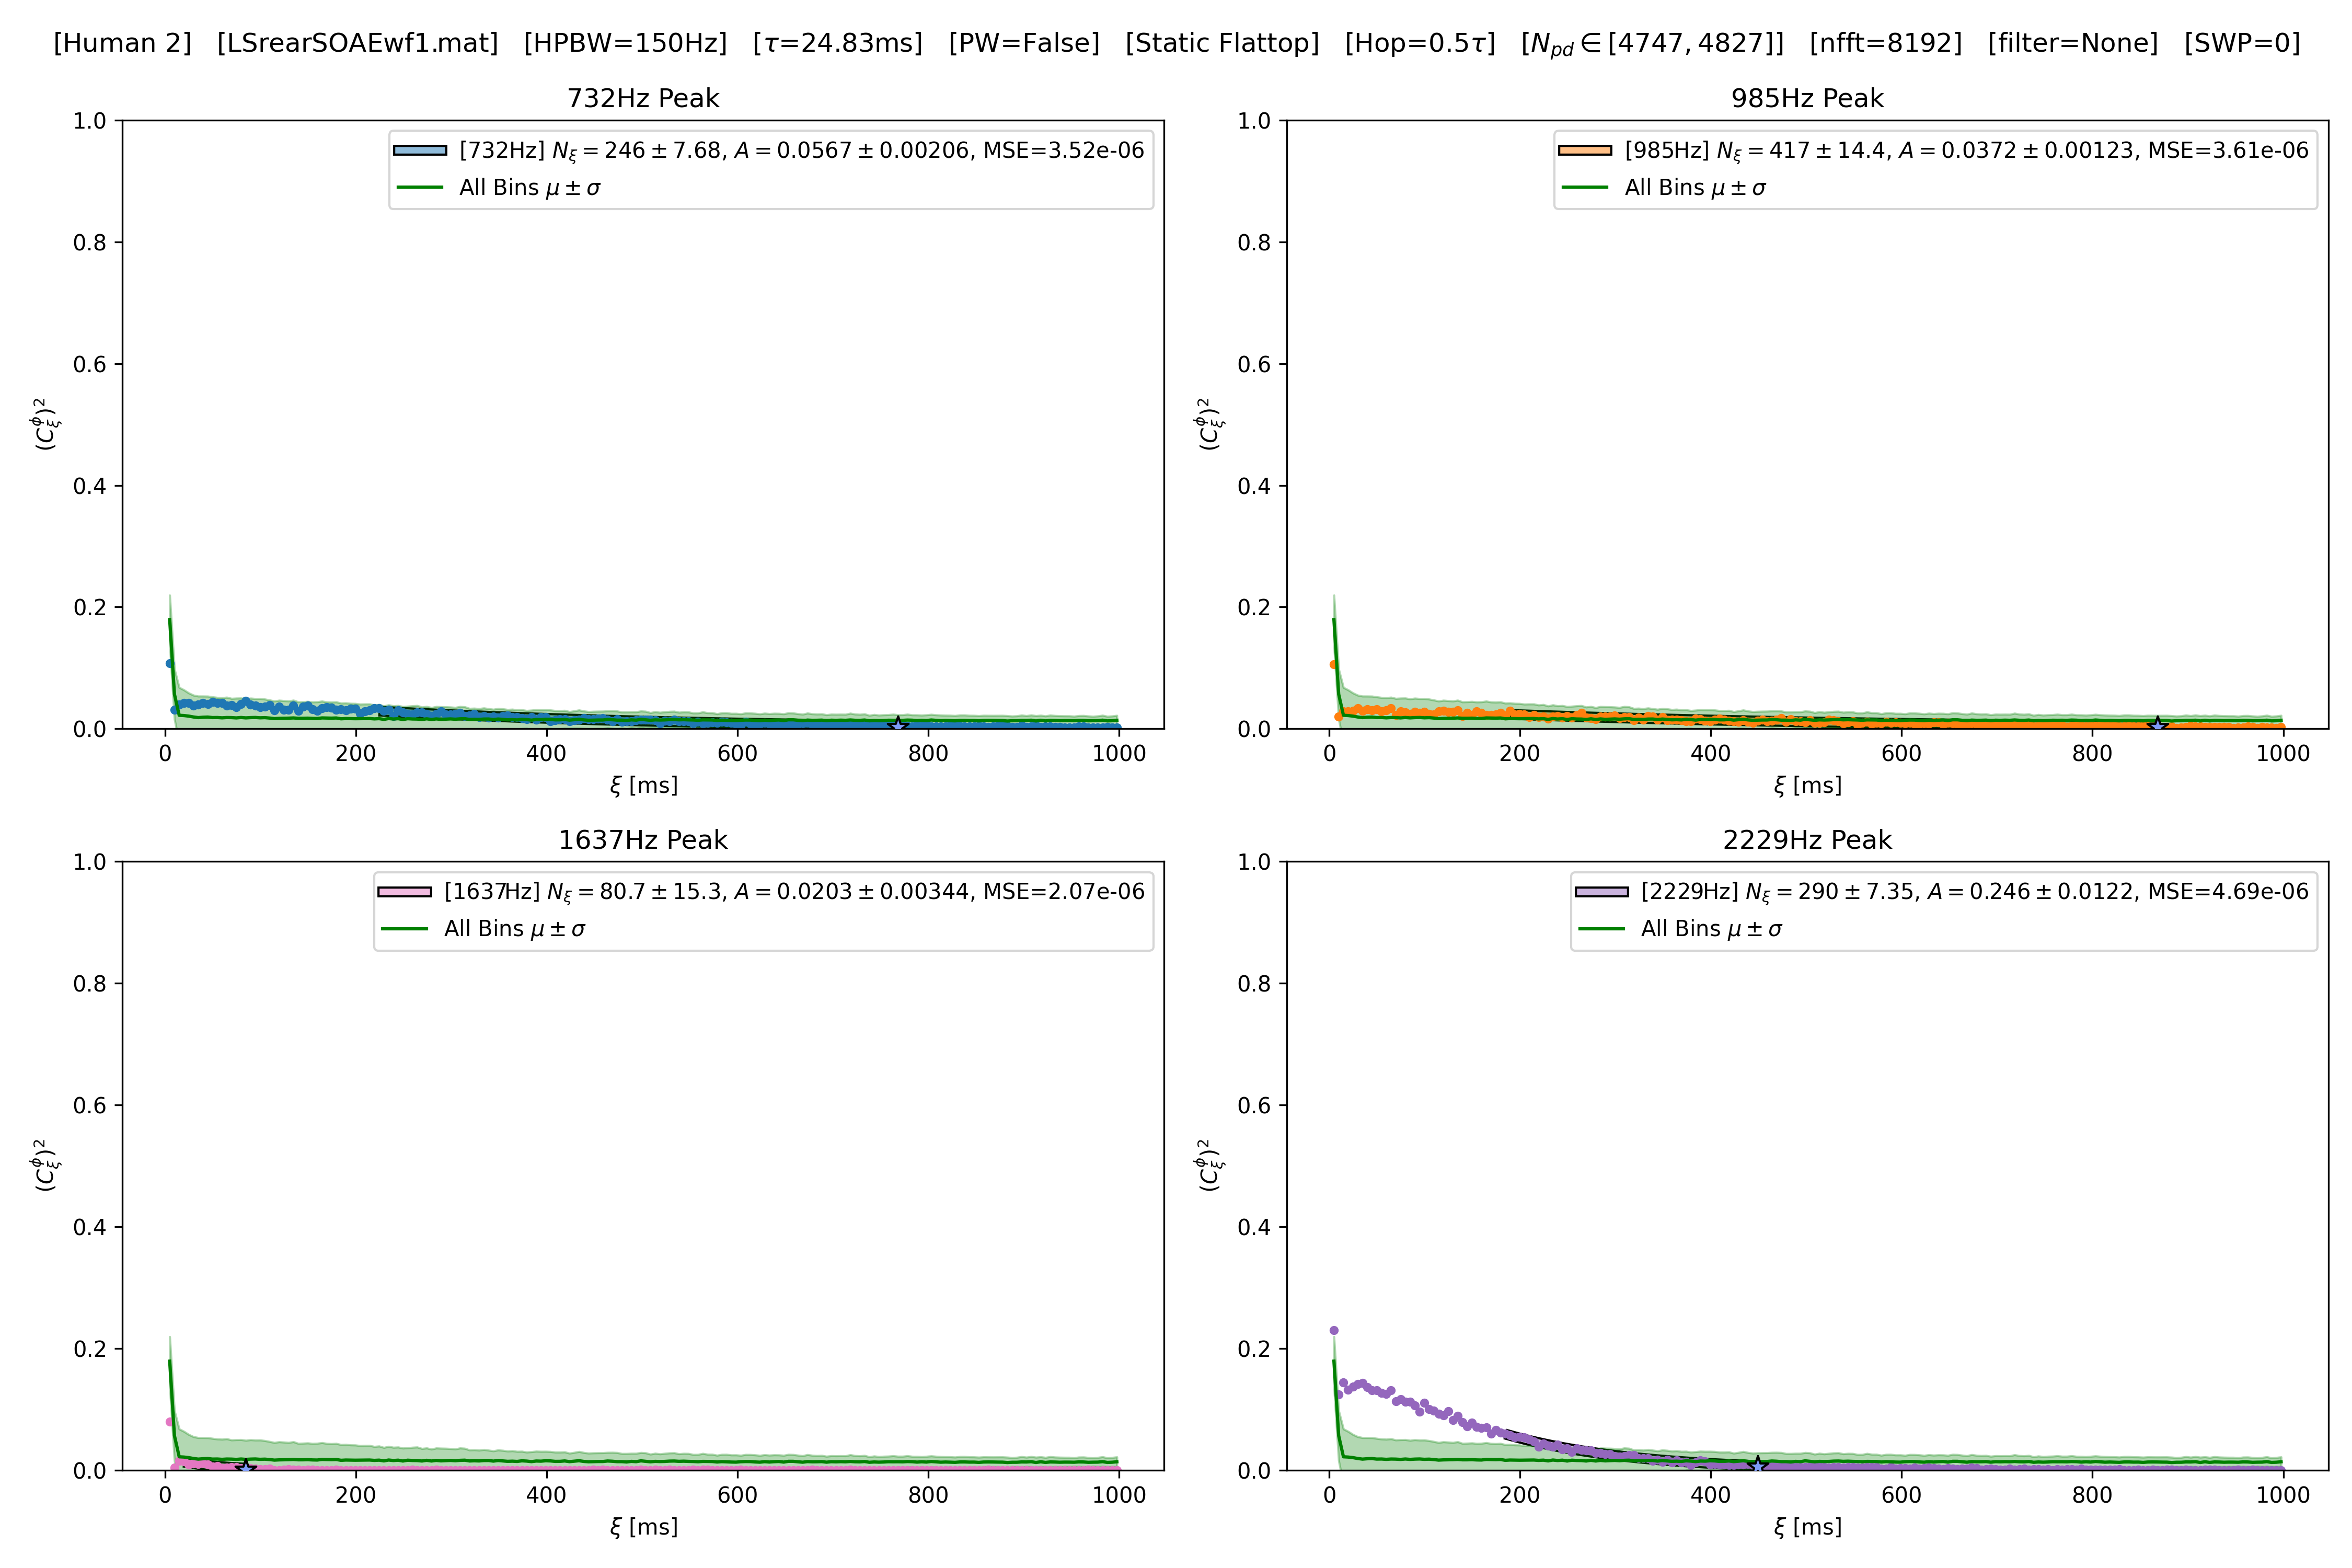 [Human 2] [LSrearSOAEwf1.mat] [HPBW=150Hz] [τ=24.83ms] [PW=False] [Static Flattop] [Hop=0.5τ] [N_pd ∈ [4747, 4827]] [nfft=8192] [filter=None] [SWP=0]
732Hz Peak
[732Hz] N_ξ = 246 ± 7.68, A = 0.0567 ± 0.00206, MSE=3.52e-06
All Bins μ ± σ
1.0
0.8
0.6
0.4
0.2
0.0
(C_ξ^ϕ)^2
0 200 400 600 800 1000
ξ [ms]
985Hz Peak
[985Hz] N_ξ = 417 ± 14.4, A = 0.0372 ± 0.00123, MSE=3.61e-06
All Bins μ ± σ
1.0
0.8
0.6
0.4
0.2
0.0
(C_ξ^ϕ)^2
0 200 400 600 800 1000
ξ [ms]
1637Hz Peak
[1637Hz] N_ξ = 80.7 ± 15.3, A = 0.0203 ± 0.00344, MSE=2.07e-06
All Bins μ ± σ
1.0
0.8
0.6
0.4
0.2
0.0
(C_ξ^ϕ)^2
0 200 400 600 800 1000
ξ [ms]
2229Hz Peak
[2229Hz] N_ξ = 290 ± 7.35, A = 0.246 ± 0.0122, MSE=4.69e-06
All Bins μ ± σ
1.0
0.8
0.6
0.4
0.2
0.0
(C_ξ^ϕ)^2
0 200 400 600 800 1000
ξ [ms]